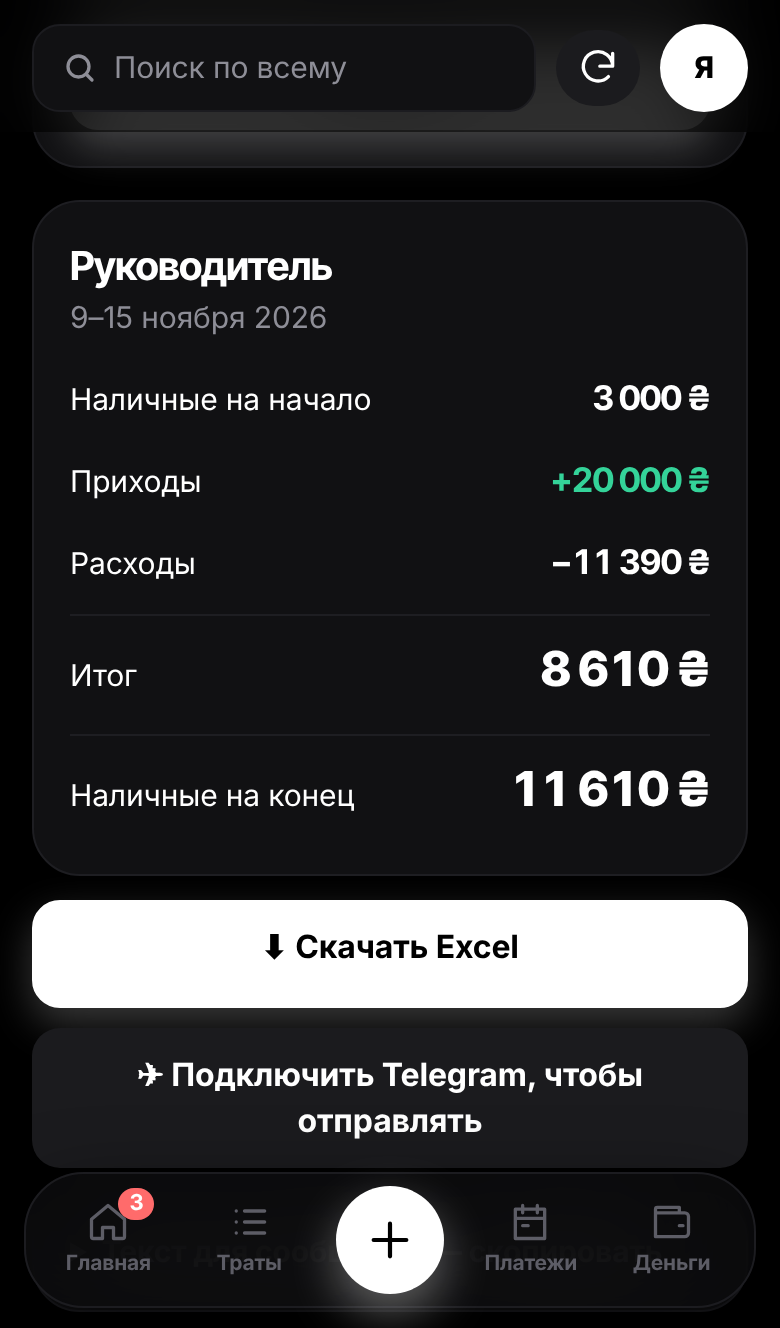 Поиск по всему
Я
Руководитель
9–15 ноября 2026
Наличные на начало 3 000 ₴
Приходы +20 000 ₴
Расходы −11 390 ₴
Итог 8 610 ₴
Наличные на конец 11 610 ₴
⬇ Скачать Excel
✈ Подключить Telegram, чтобы
отправлять
3
Главная Траты Платежи Деньги